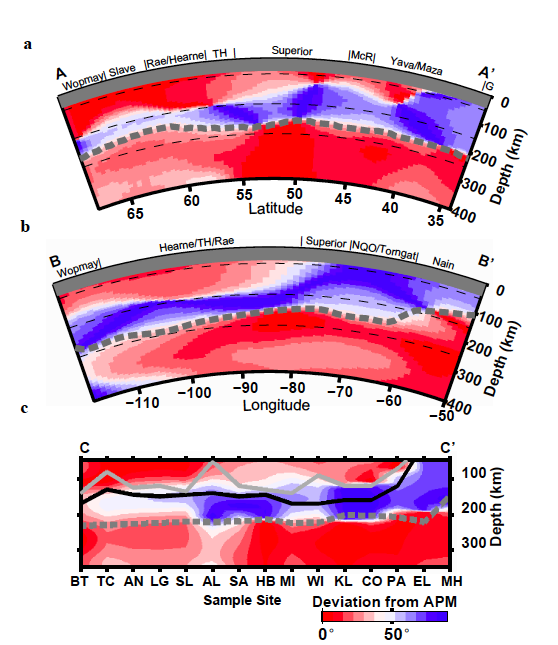 a
A
Wopmay| Slave |Rae/Hearne| TH | Superior |McR| Yava/Maza |G
A'
0
100
200
300
400
Depth (km)
65 60 55 50 45 40 35
Latitude
b
B
Wopmay| Hearne/TH/Rae | Superior |NQO/Torngat| Nain
B'
0
100
200
300
400
Depth (km)
−110 −100 −90 −80 −70 −60 −50
Longitude
c
C C'
100
200
300
Depth (km)
BT TC AN LG SL AL SA HB MI WI KL CO PA EL MH
Sample Site
Deviation from APM
0° 50°